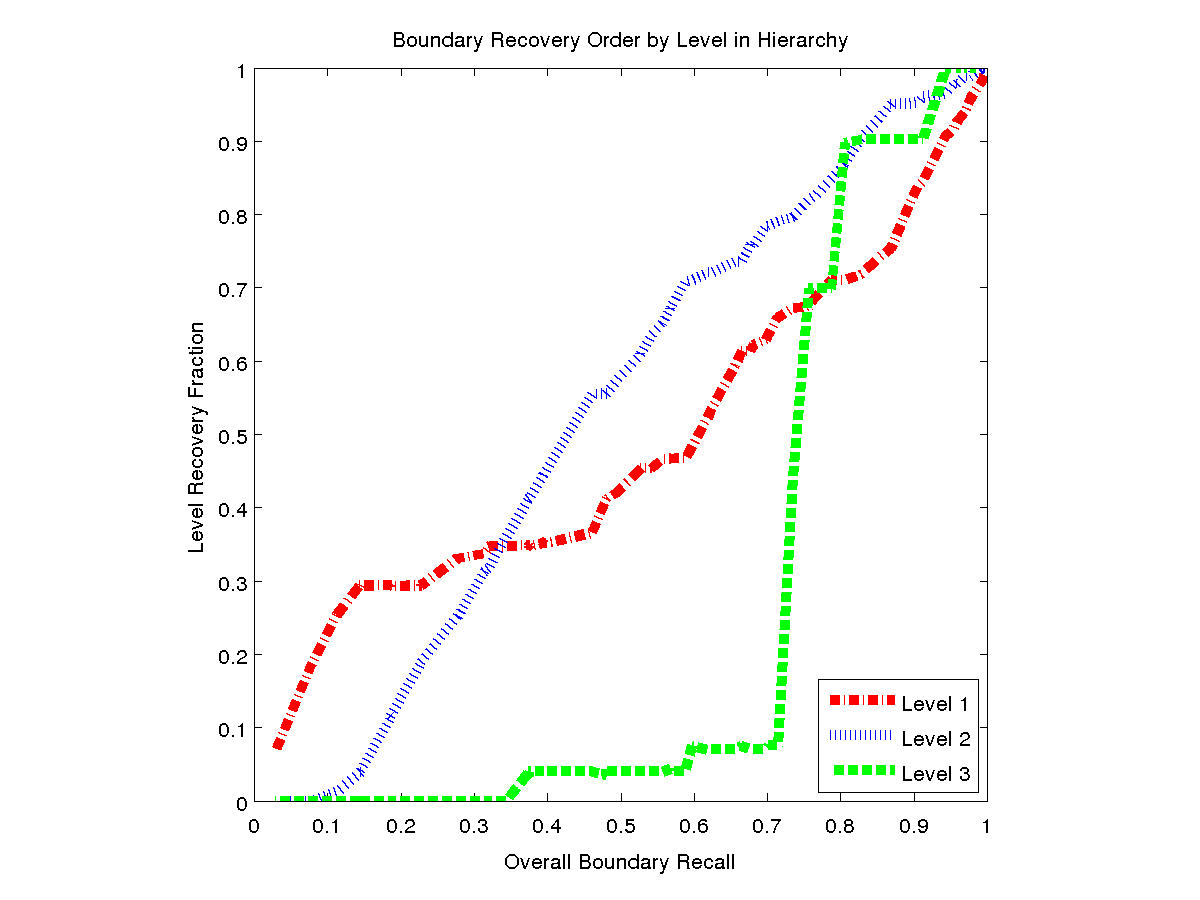 Boundary Recovery Order by Level in Hierarchy
1
0.9
0.8
0.7
0.6
0.5
0.4
0.3
0.2
0.1
0
Level Recovery Fraction
Level 1
Level 2
Level 3
0 0.1 0.2 0.3 0.4 0.5 0.6 0.7 0.8 0.9 1
Overall Boundary Recall